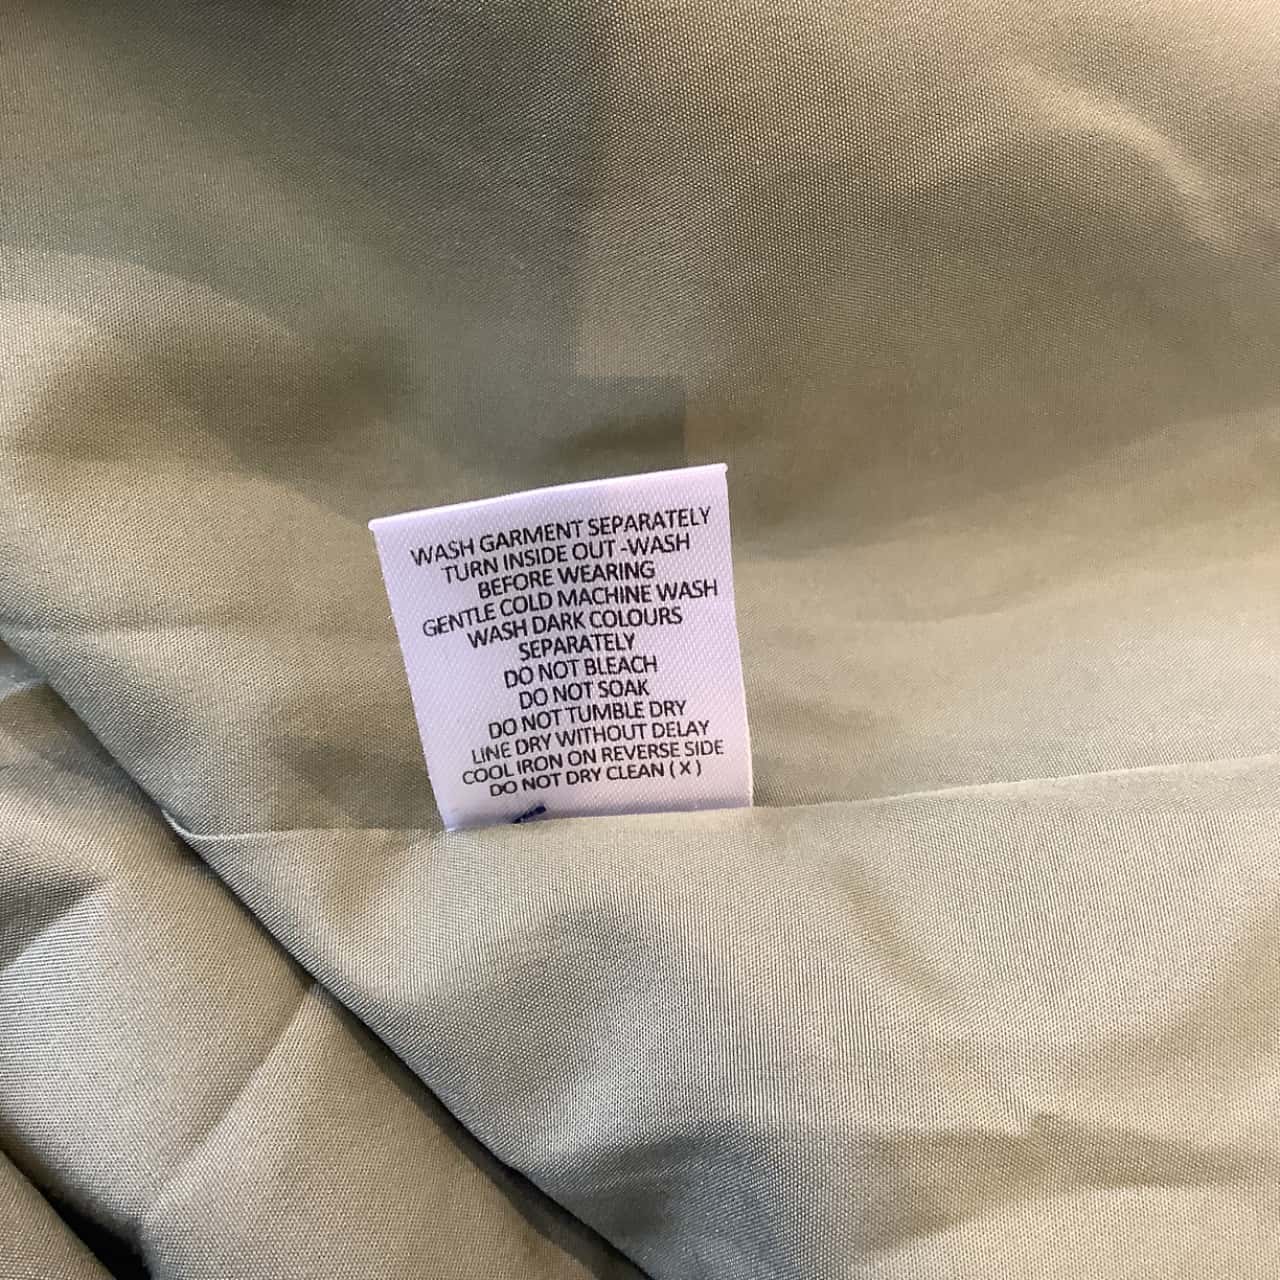 WASH GARMENT SEPARATELY
TURN INSIDE OUT -WASH
BEFORE WEARING
GENTLE COLD MACHINE WASH
WASH DARK COLOURS
SEPARATELY
DO NOT BLEACH
DO NOT SOAK
DO NOT TUMBLE DRY
LINE DRY WITHOUT DELAY
COOL IRON ON REVERSE SIDE
DO NOT DRY CLEAN ( X )